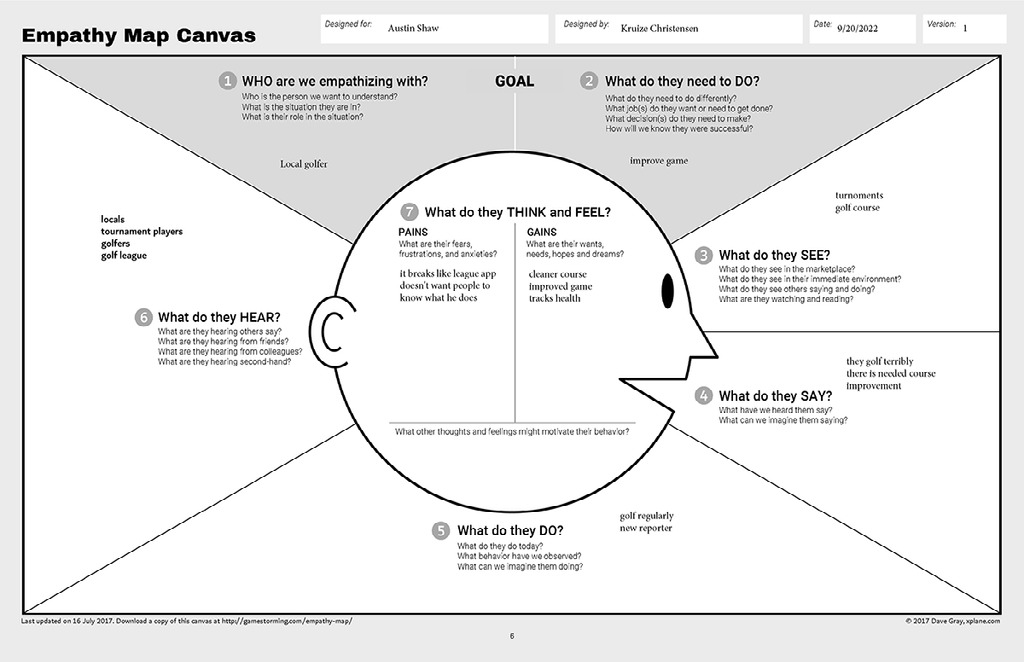 Empathy Map Canvas
Designed for: Austin Shaw
Designed by: Kruize Christensen
Date: 9/20/2022
Version: 1
1 WHO are we empathizing with?
Who is the person we want to understand?
What is the situation they are in?
What is their role in the situation?
Local golfer
GOAL
2 What do they need to DO?
What do they need to do differently?
What job(s) do they want or need to get done?
What decision(s) do they need to make?
How will we know they were successful?
improve game
turnoments
golf course
3 What do they SEE?
What do they see in the marketplace?
What do they see in their immediate environment?
What do they see others saying and doing?
What are they watching and reading?
they golf terribly
there is needed course
improvement
4 What do they SAY?
What have we heard them say?
What can we imagine them saying?
golf regularly
new reporter
5 What do they DO?
What do they do today?
What behavior have we observed?
What can we imagine them doing?
locals
tournament players
golfers
golf league
6 What do they HEAR?
What are they hearing others say?
What are they hearing from friends?
What are they hearing from colleagues?
What are they hearing second-hand?
7 What do they THINK and FEEL?
PAINS
What are their fears,
frustrations, and anxieties?
it breaks like league app
doesn't want people to
know what he does
GAINS
What are their wants,
needs, hopes and dreams?
cleaner course
improved game
tracks health
What other thoughts and feelings might motivate their behavior?
Last updated on 16 July 2017. Download a copy of this canvas at http://gamestorming.com/empathy-map/
© 2017 Dave Gray, xplane.com
6